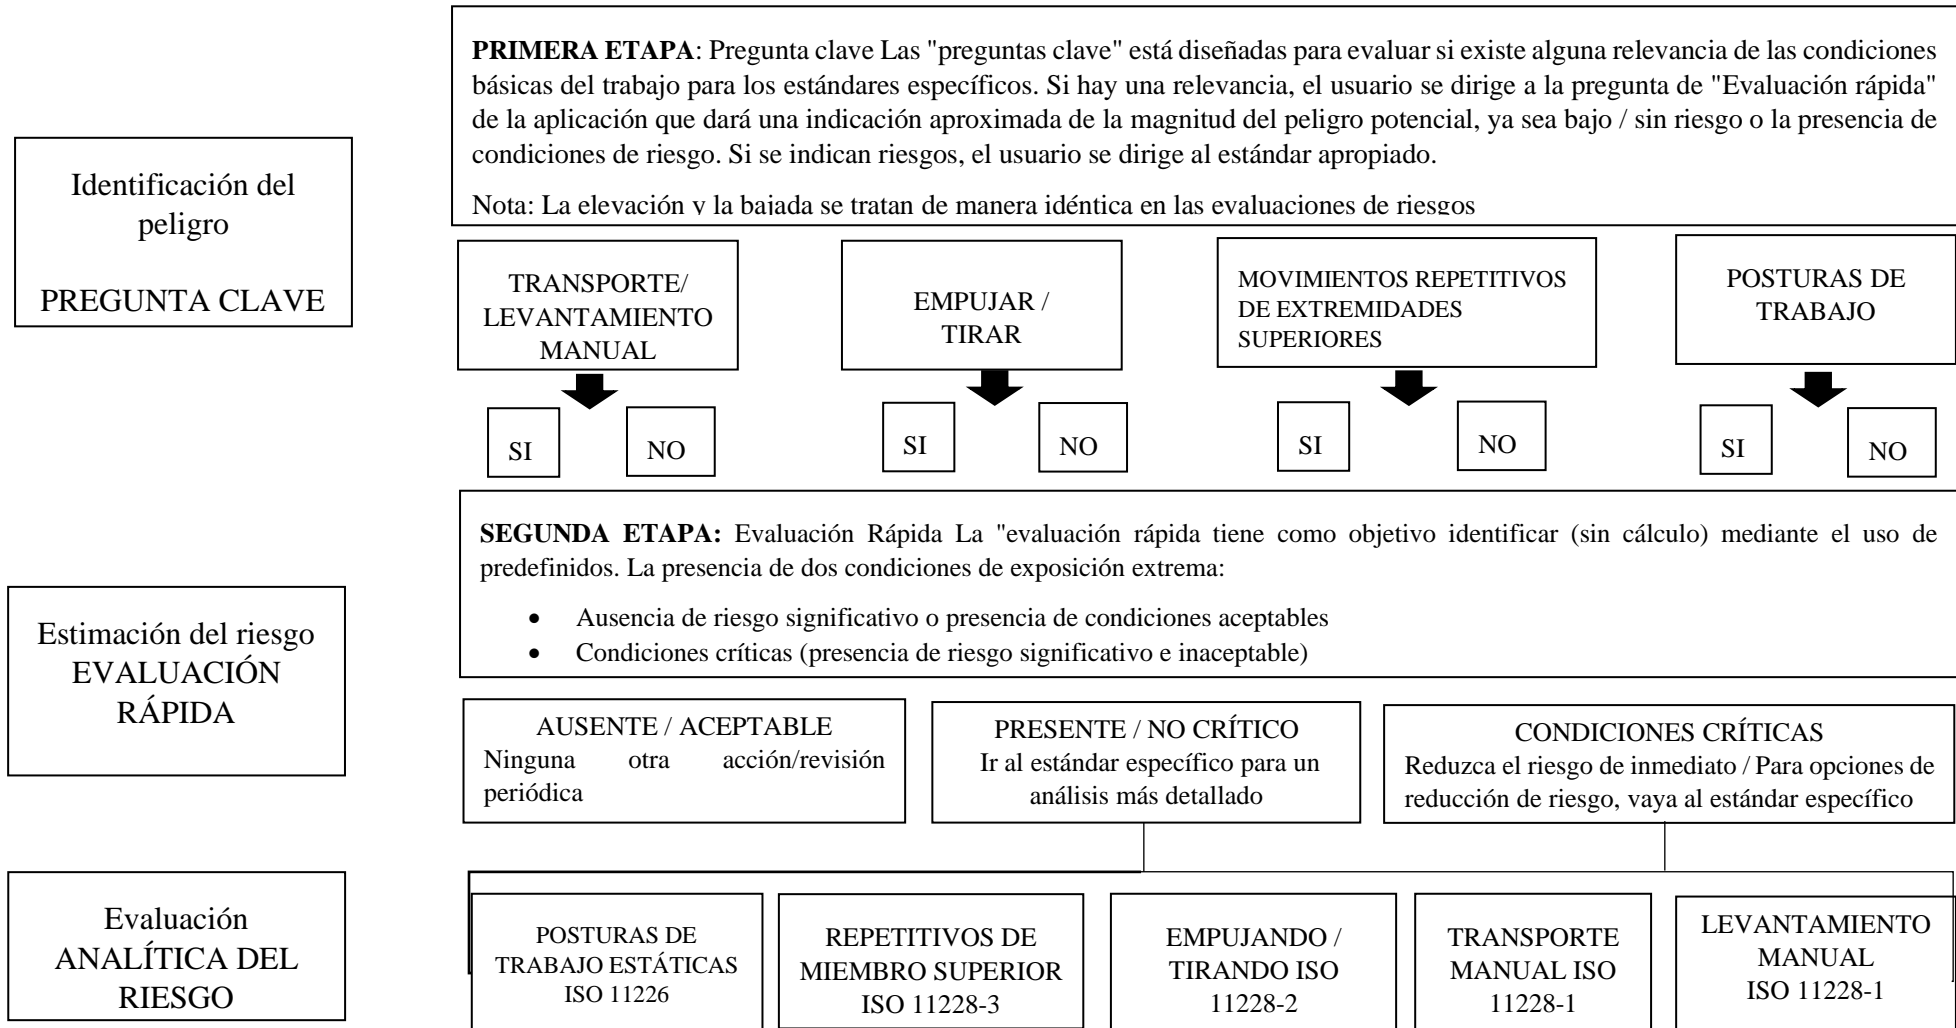 PRIMERA ETAPA: Pregunta clave Las "preguntas clave" está diseñadas para evaluar si existe alguna relevancia de las condiciones
básicas del trabajo para los estándares específicos. Si hay una relevancia, el usuario se dirige a la pregunta de "Evaluación rápida"
de la aplicación que dará una indicación aproximada de la magnitud del peligro potencial, ya sea bajo / sin riesgo o la presencia de
condiciones de riesgo. Si se indican riesgos, el usuario se dirige al estándar apropiado.
Nota: La elevación y la bajada se tratan de manera idéntica en las evaluaciones de riesgos
Identificación del
peligro
PREGUNTA CLAVE
TRANSPORTE/
LEVANTAMIENTO
MANUAL
EMPUJAR /
TIRAR
MOVIMIENTOS REPETITIVOS
DE EXTREMIDADES
SUPERIORES
POSTURAS DE
TRABAJO
SI
NO
SI
NO
SI
NO
SI
NO
SEGUNDA ETAPA: Evaluación Rápida La "evaluación rápida tiene como objetivo identificar (sin cálculo) mediante el uso de
predefinidos. La presencia de dos condiciones de exposición extrema:
• Ausencia de riesgo significativo o presencia de condiciones aceptables
• Condiciones críticas (presencia de riesgo significativo e inaceptable)
Estimación del riesgo
EVALUACIÓN
RÁPIDA
AUSENTE / ACEPTABLE
Ninguna otra acción/revisión
periódica
PRESENTE / NO CRÍTICO
Ir al estándar específico para un
análisis más detallado
CONDICIONES CRÍTICAS
Reduzca el riesgo de inmediato / Para opciones de
reducción de riesgo, vaya al estándar específico
Evaluación
ANALÍTICA DEL
RIESGO
POSTURAS DE
TRABAJO ESTÁTICAS
ISO 11226
REPETITIVOS DE
MIEMBRO SUPERIOR
ISO 11228-3
EMPUJANDO /
TIRANDO ISO
11228-2
TRANSPORTE
MANUAL ISO
11228-1
LEVANTAMIENTO
MANUAL
ISO 11228-1